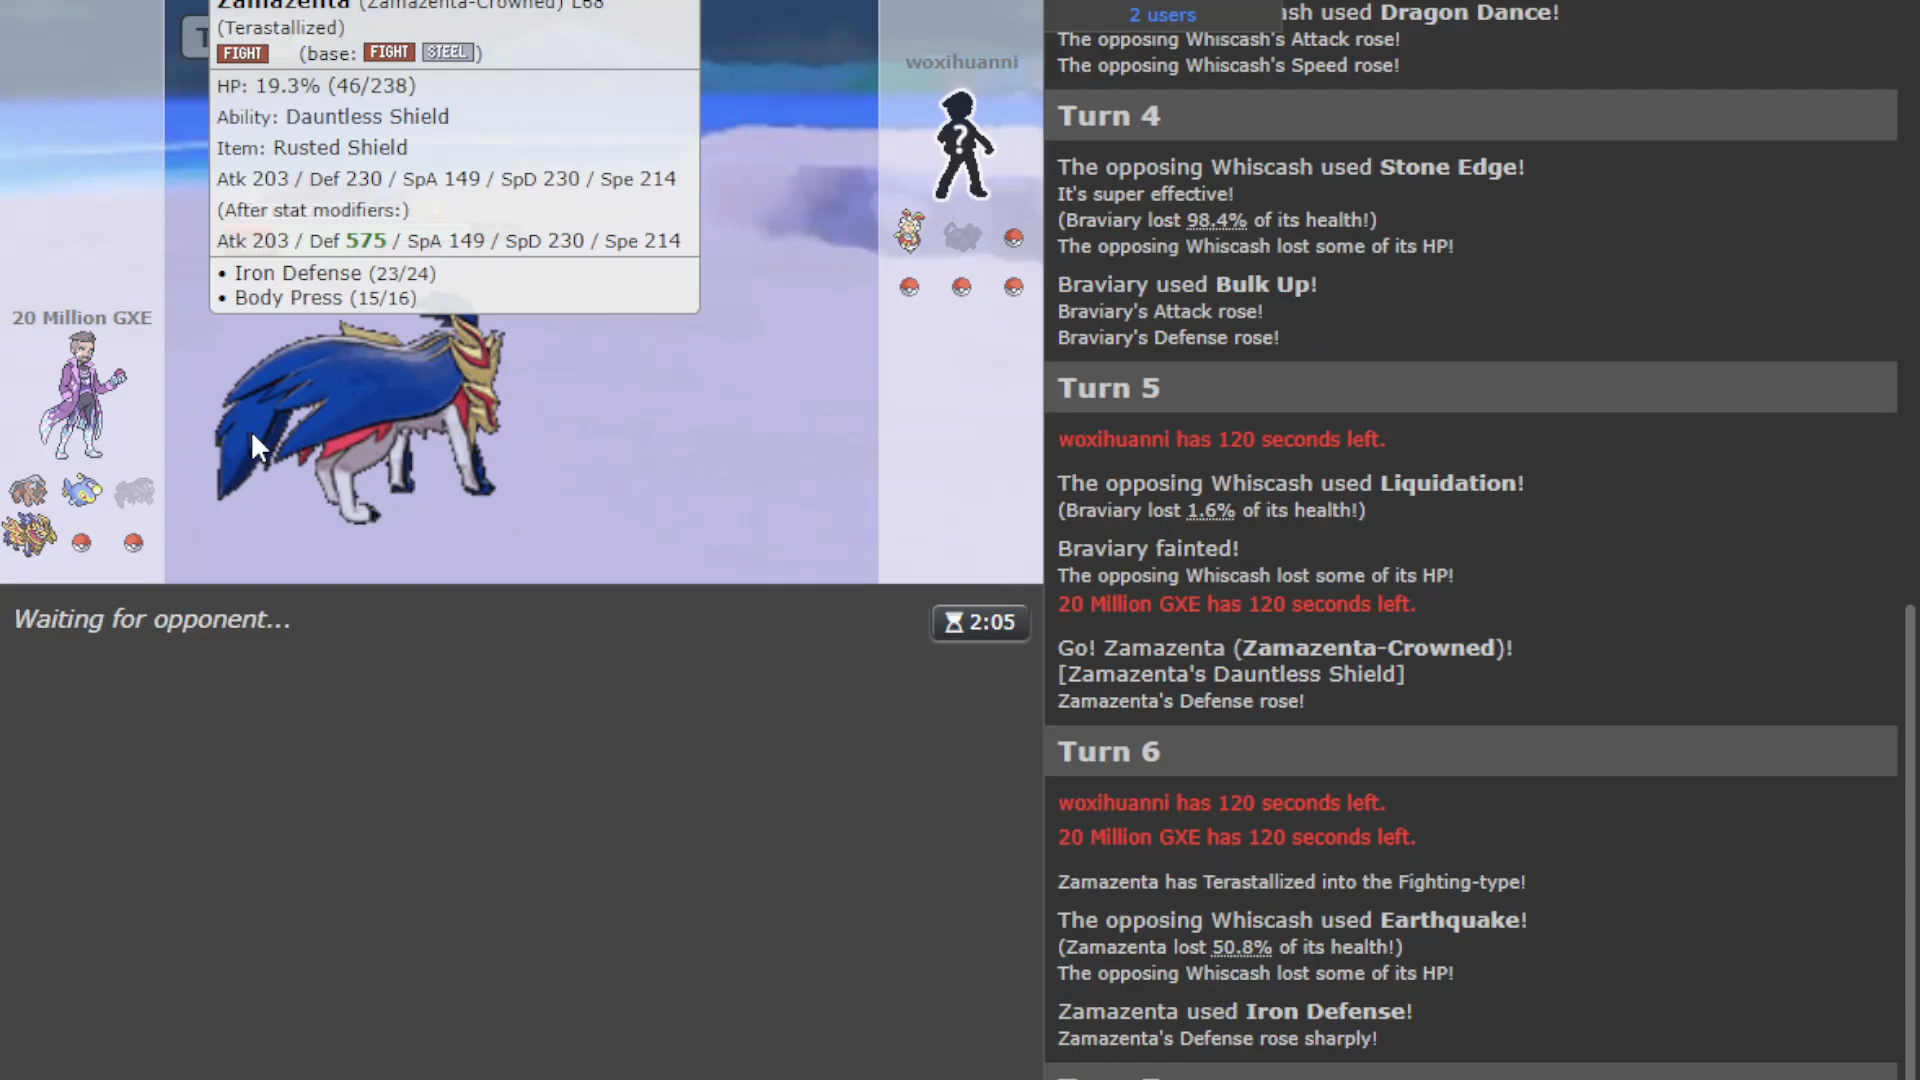 Zamazenta (Zamazenta-Crowned) L68
(Terastallized)
FIGHT (base: FIGHT STEEL)
HP: 19.3% (46/238)
Ability: Dauntless Shield
Item: Rusted Shield
Atk 203 / Def 230 / SpA 149 / SpD 230 / Spe 214
(After stat modifiers:)
Atk 203 / Def 575 / SpA 149 / SpD 230 / Spe 214
• Iron Defense (23/24)
• Body Press (15/16)
20 Million GXE
woxihuanni
?
Waiting for opponent...
2:05
2 users
ash used Dragon Dance!
The opposing Whiscash's Attack rose!
The opposing Whiscash's Speed rose!
Turn 4
The opposing Whiscash used Stone Edge!
It's super effective!
(Braviary lost 98.4% of its health!)
The opposing Whiscash lost some of its HP!
Braviary used Bulk Up!
Braviary's Attack rose!
Braviary's Defense rose!
Turn 5
woxihuanni has 120 seconds left.
The opposing Whiscash used Liquidation!
(Braviary lost 1.6% of its health!)
Braviary fainted!
The opposing Whiscash lost some of its HP!
20 Million GXE has 120 seconds left.
Go! Zamazenta (Zamazenta-Crowned)!
[Zamazenta's Dauntless Shield]
Zamazenta's Defense rose!
Turn 6
woxihuanni has 120 seconds left.
20 Million GXE has 120 seconds left.
Zamazenta has Terastallized into the Fighting-type!
The opposing Whiscash used Earthquake!
(Zamazenta lost 50.8% of its health!)
The opposing Whiscash lost some of its HP!
Zamazenta used Iron Defense!
Zamazenta's Defense rose sharply!